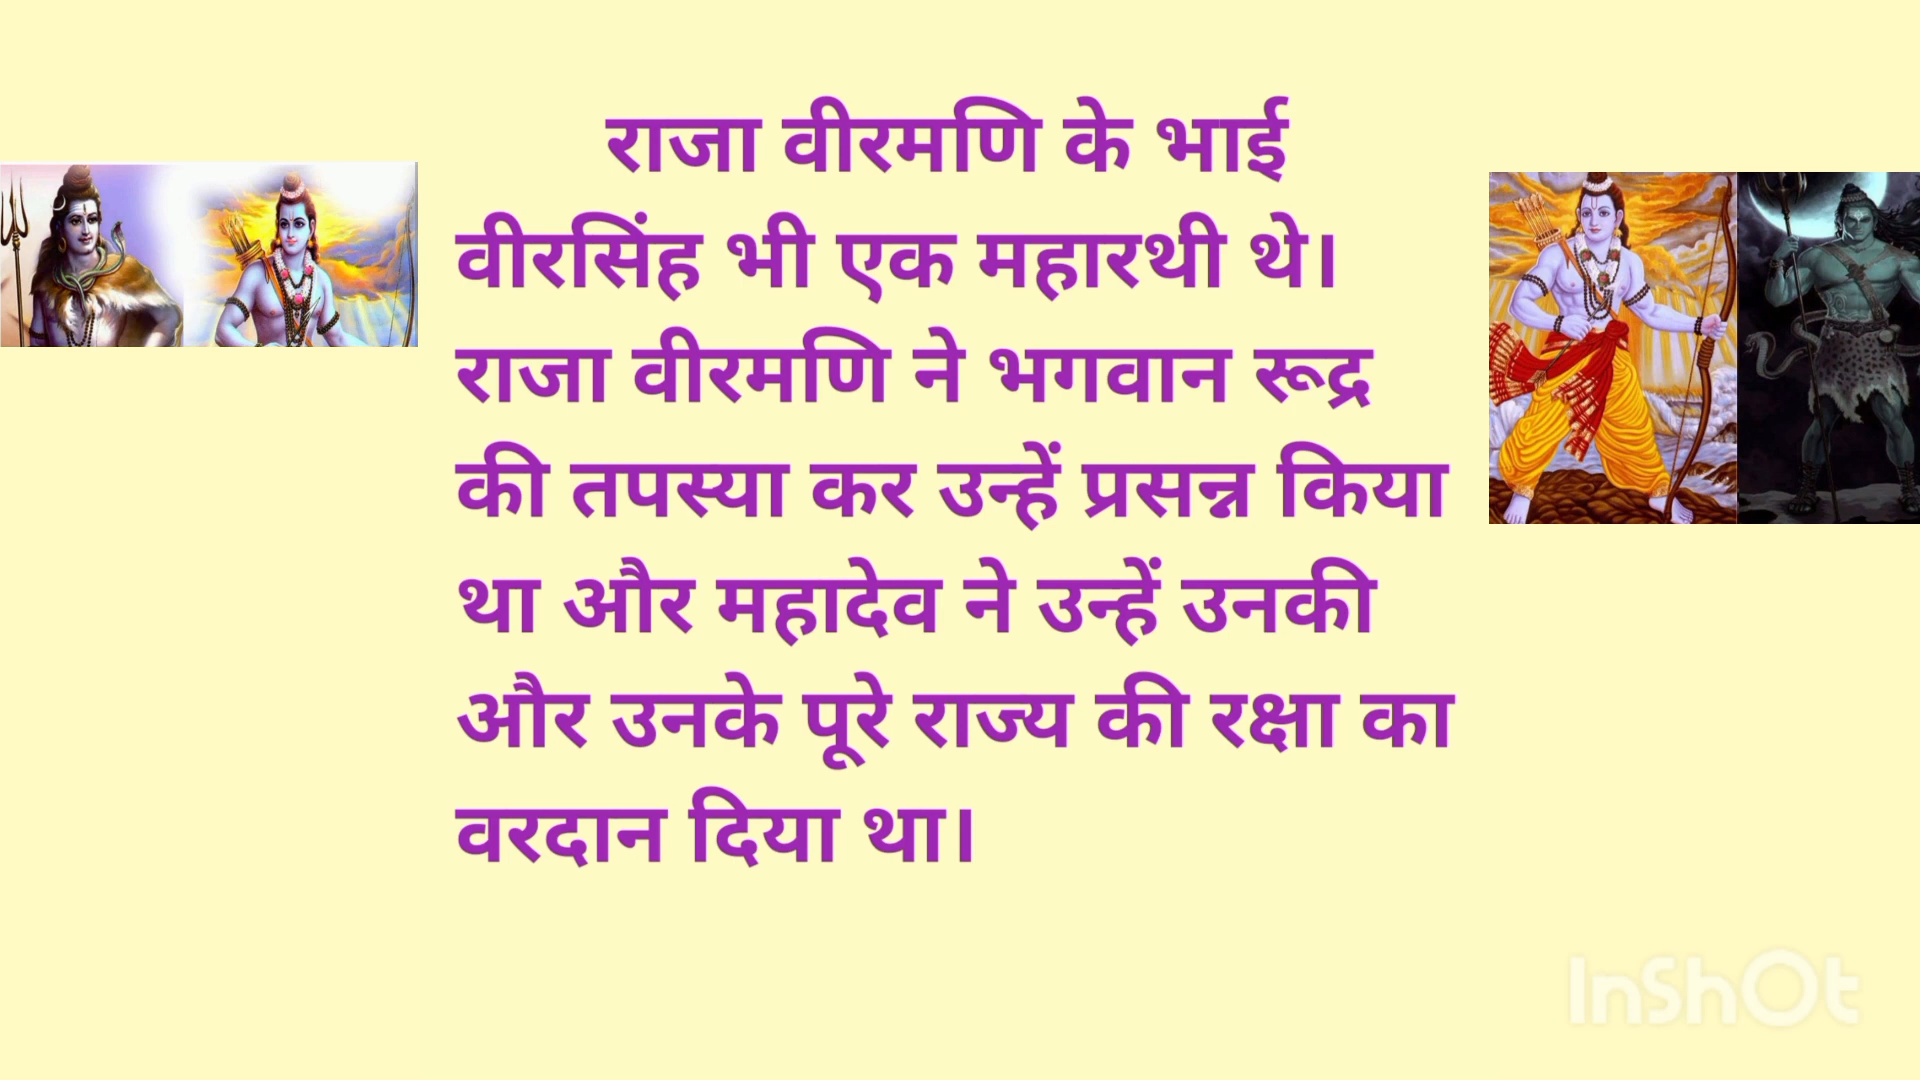 राजा वीरमणि के भाई
वीरसिंह भी एक महारथी थे।
राजा वीरमणि ने भगवान रूद्र
की तपस्या कर उन्हें प्रसन्न किया
था और महादेव ने उन्हें उनकी
और उनके पूरे राज्य की रक्षा का
वरदान दिया था।
InShOt